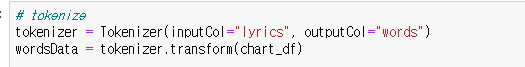 # tokenize
tokenizer = Tokenizer(inputCol="lyrics", outputCol="words")
wordsData = tokenizer.transform(chart_df)